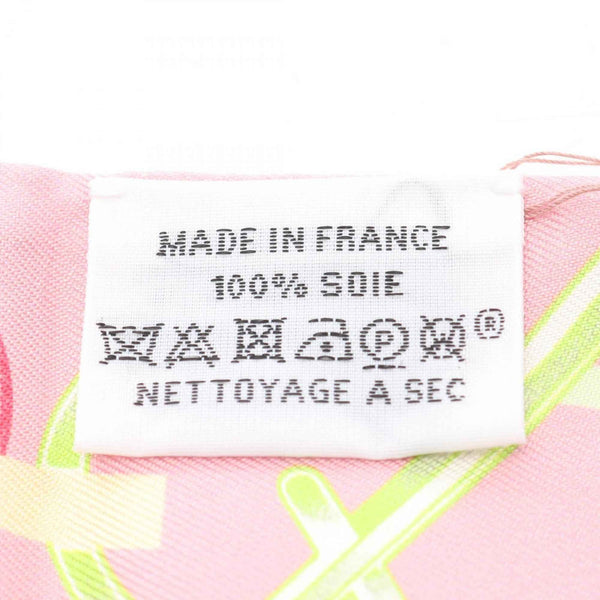 MADE IN FRANCE
100% SOIE
P W ®
NETTOYAGE A SEC